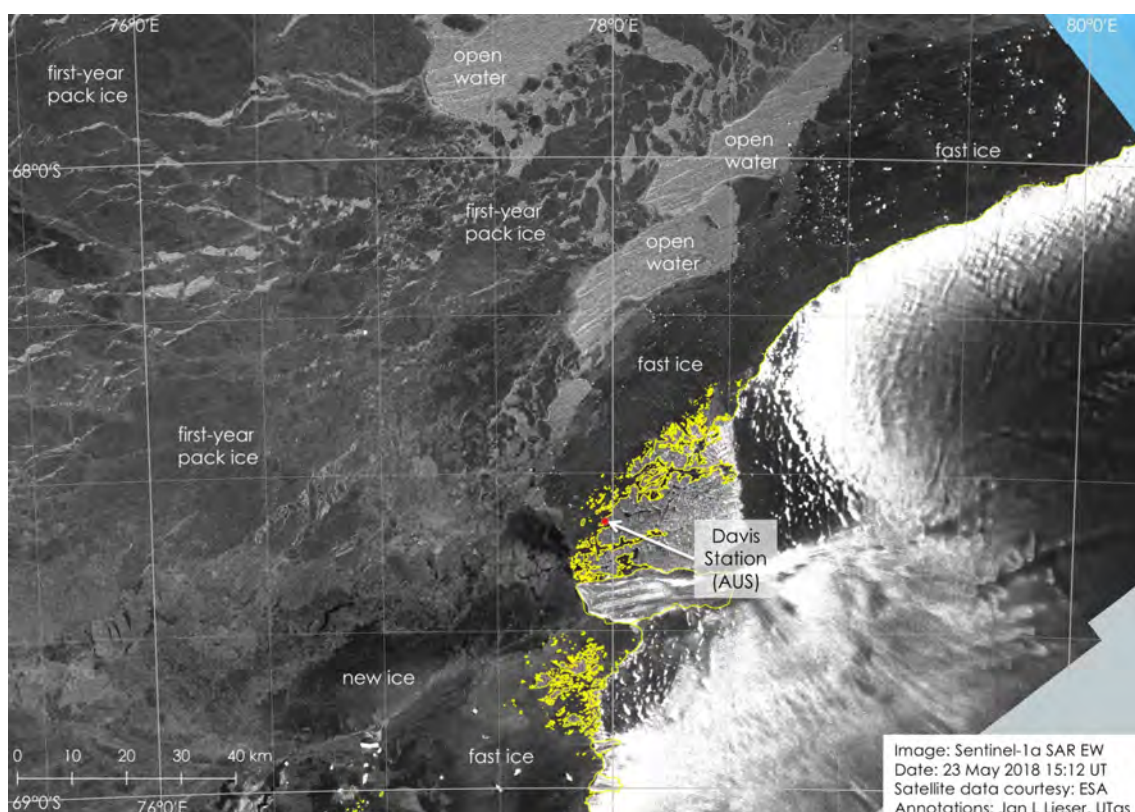 76°0'E
78°0'E
80°0'E
first-year
pack ice
open
water
open
water
fast ice
68°0'S
first-year
pack ice
open
water
fast ice
first-year
pack ice
Davis
Station
(AUS)
new ice
fast ice
0 10 20 40 km
69°0'S
76°0'E
Image: Sentinel-1a SAR EW
Date: 23 May 2018 15:12 UT
Satellite data courtesy: ESA
Annotations: Jan L Lieser, UTas